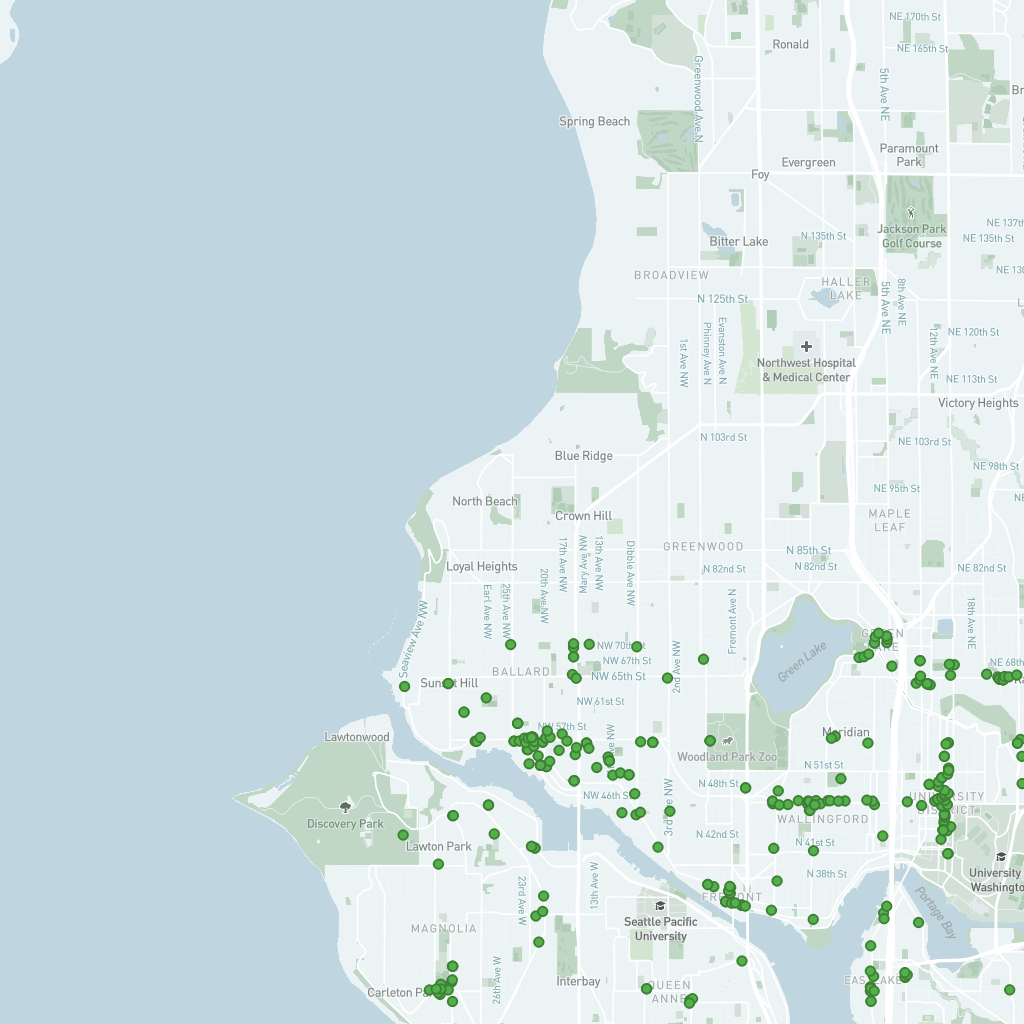 NE 170th St
Ronald
NE 165th St
Greenwood Ave N
5th Ave NE
Spring Beach
Paramount
Park
Evergreen
Foy
Jackson Park
Golf Course
NE 137th
NE 135th St
N 135th St
Bitter Lake
BROADVIEW
HALLER
LAKE
8th Ave NE
5th Ave NE
N 125th St
Evanston Ave N
Phinney Ave N
1st Ave NW
NE 120th St
12th Ave NE
Northwest Hospital
& Medical Center
NE 113th St
Victory Heights
N 103rd St
NE 103rd St
Blue Ridge
NE 98th St
NE 95th St
North Beach
Crown Hill
MAPLE
LEAF
GREENWOOD
N 85th St
Loyal Heights
N 82nd St
N 82nd St
NE 82nd St
17th Ave NW
Mary Ave NW
13th Ave NW
Dibble Ave NW
20th Ave NW
25th Ave NW
Earl Ave NW
Seaview Ave NW
Fremont Ave N
18th Ave NE
Green Lake
NW 67th St
2nd Ave NW
NE 68th
BALLARD
NW 65th St
Sunset Hill
NW 61st St
NW 57th St
Lawtonwood
Meridian
Woodland Park Zoo
N 51st St
N 48th St
NW 46th St
3rd Ave NW
UNIVERSITY
DISTRICT
Discovery Park
WALLINGFORD
N 42nd St
N 41st St
Lawton Park
University
Washington
N 38th St
23rd Ave W
13th Ave W
FREMONT
Portage Bay
Seattle Pacific
University
MAGNOLIA
26th Ave W
Interbay
QUEEN
ANNE
EASTLAKE